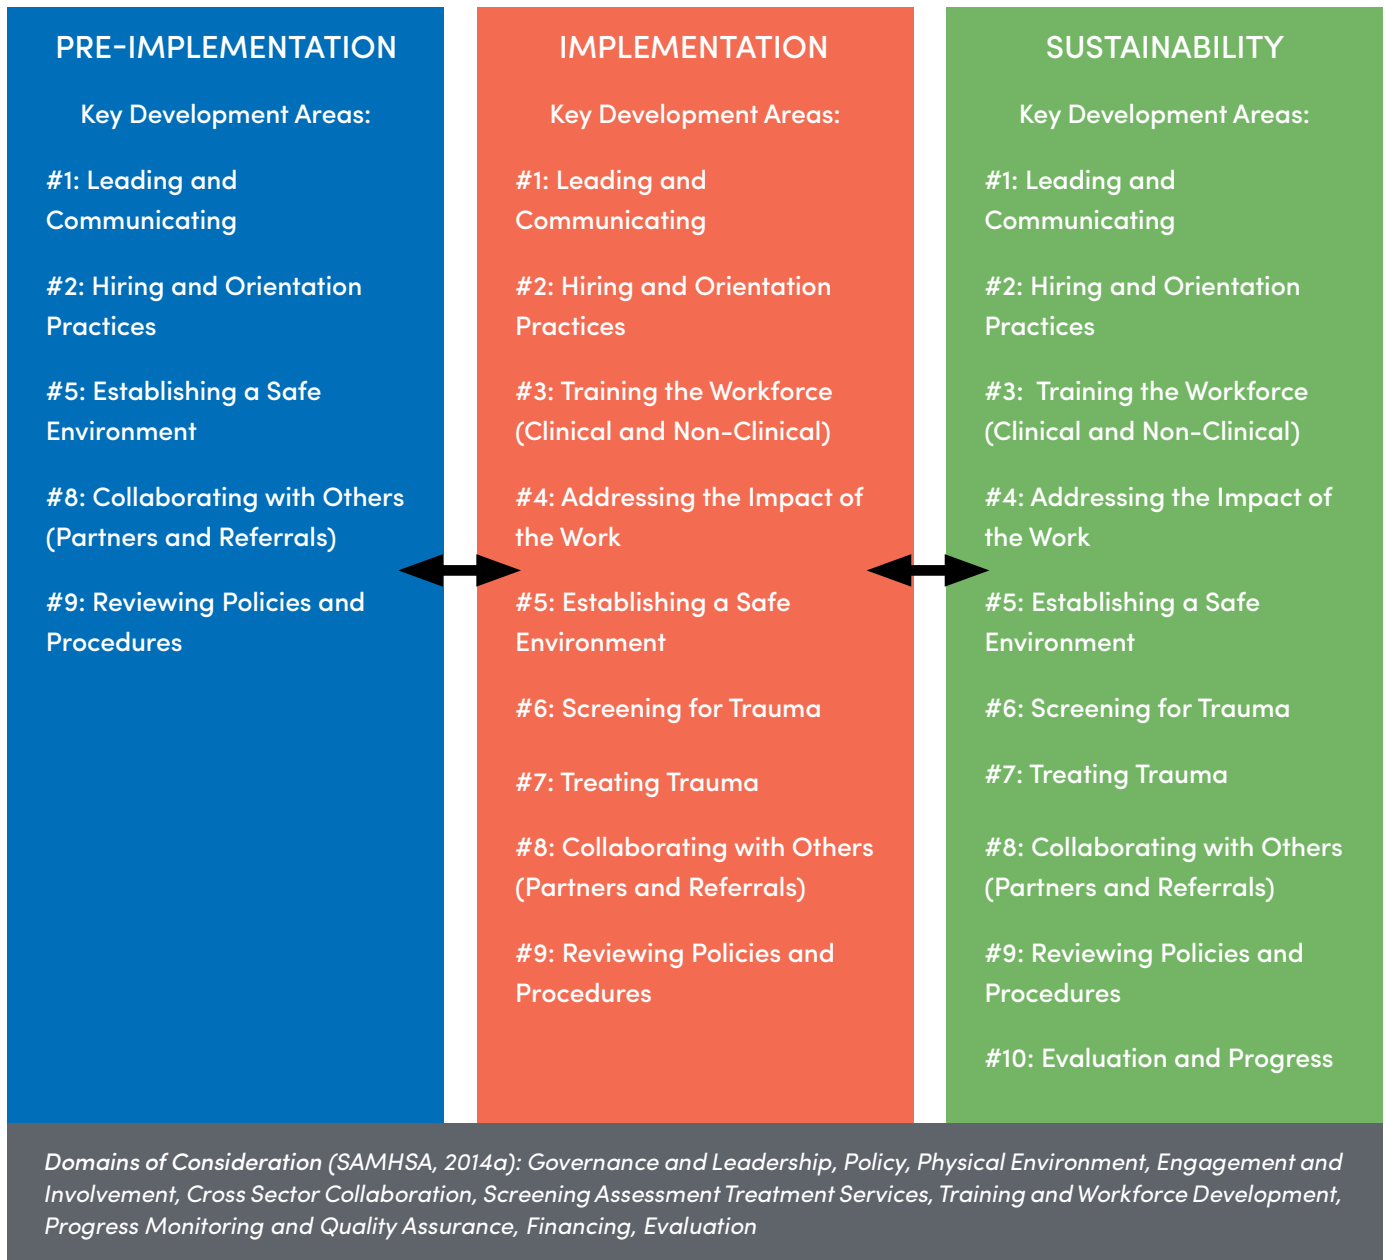 PRE-IMPLEMENTATION
Key Development Areas:
#1: Leading and
Communicating
#2: Hiring and Orientation
Practices
#5: Establishing a Safe
Environment
#8: Collaborating with Others
(Partners and Referrals)
#9: Reviewing Policies and
Procedures
IMPLEMENTATION
Key Development Areas:
#1: Leading and
Communicating
#2: Hiring and Orientation
Practices
#3: Training the Workforce
(Clinical and Non-Clinical)
#4: Addressing the Impact of
the Work
#5: Establishing a Safe
Environment
#6: Screening for Trauma
#7: Treating Trauma
#8: Collaborating with Others
(Partners and Referrals)
#9: Reviewing Policies and
Procedures
SUSTAINABILITY
Key Development Areas:
#1: Leading and
Communicating
#2: Hiring and Orientation
Practices
#3:  Training the Workforce
(Clinical and Non-Clinical)
#4: Addressing the Impact of
the Work
#5: Establishing a Safe
Environment
#6: Screening for Trauma
#7: Treating Trauma
#8: Collaborating with Others
(Partners and Referrals)
#9: Reviewing Policies and
Procedures
#10: Evaluation and Progress
Domains of Consideration (SAMHSA, 2014a): Governance and Leadership, Policy, Physical Environment, Engagement and
Involvement, Cross Sector Collaboration, Screening Assessment Treatment Services, Training and Workforce Development,
Progress Monitoring and Quality Assurance, Financing, Evaluation